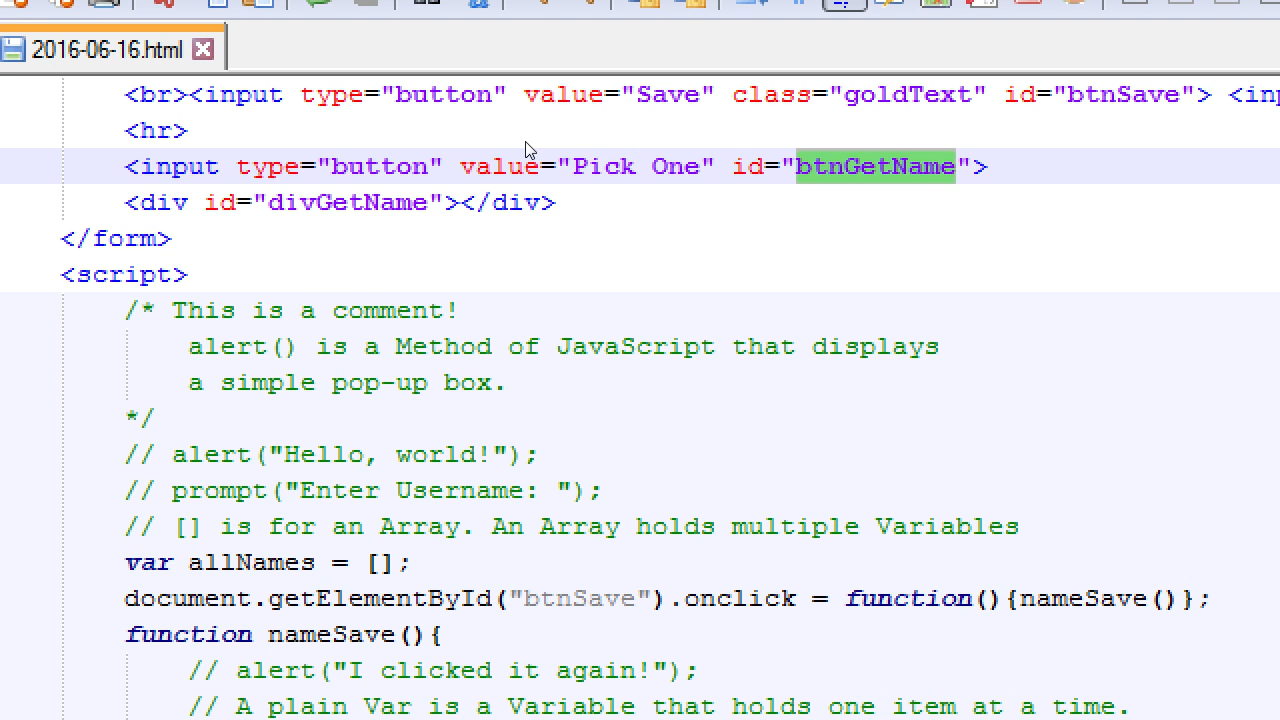 2016-06-16.html
<br><input type="button" value="Save" class="goldText" id="btnSave"> <inp
<hr>
<input type="button" value="Pick One" id="btnGetName">
<div id="divGetName"></div>
</form>
<script>
/* This is a comment!
alert() is a Method of JavaScript that displays
a simple pop-up box.
*/
// alert("Hello, world!");
// prompt("Enter Username: ");
// [] is for an Array. An Array holds multiple Variables
var allNames = [];
document.getElementById("btnSave").onclick = function(){nameSave()};
function nameSave(){
// alert("I clicked it again!");
// A plain Var is a Variable that holds one item at a time.